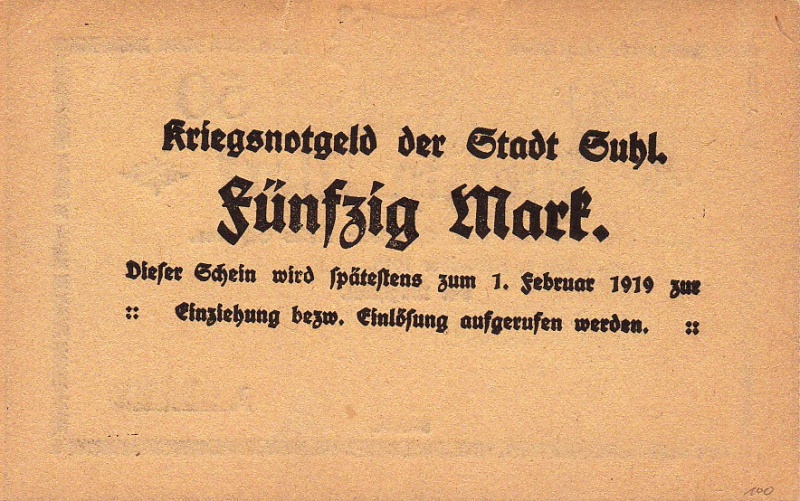 Kriegsnotgeld der Stadt Suhl.
Fünfzig Mark.
Dieser Schein wird spätestens zum 1. Februar 1919 zur
:: Einziehung bezw. Einlösung aufgerufen werden. ::
100